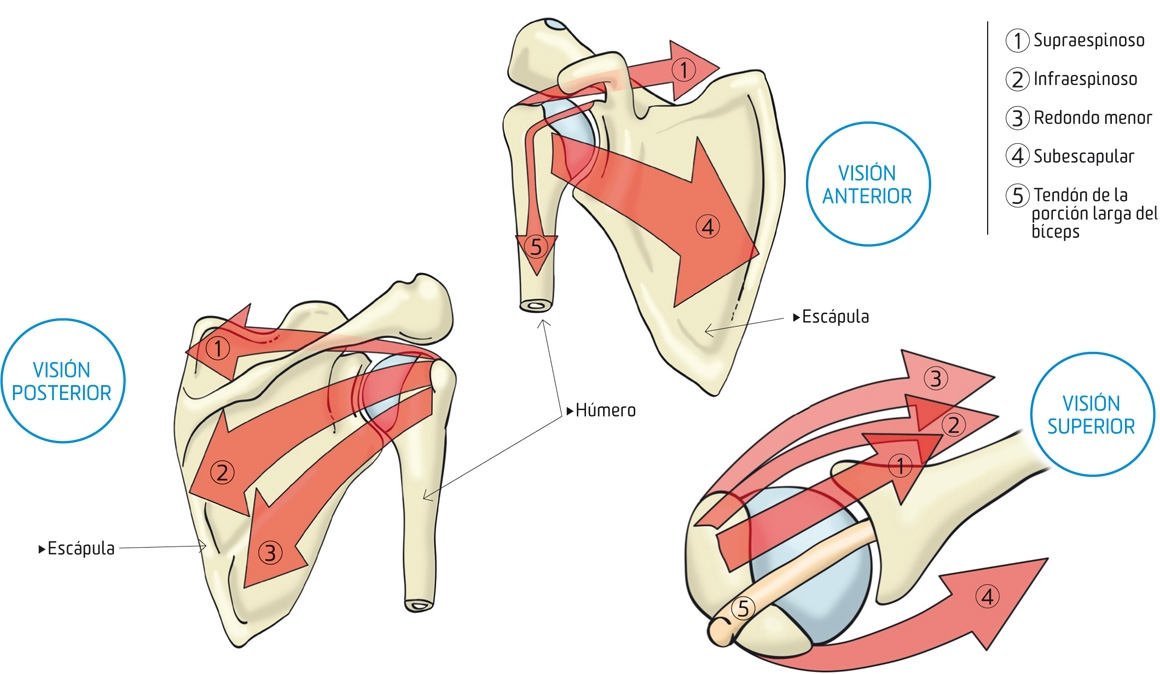 ① Supraespinoso
② Infraespinoso
③ Redondo menor
④ Subescapular
⑤ Tendón de la
porción larga del
bíceps
①
④
⑤
VISIÓN
ANTERIOR
▸Escápula
▸Húmero
VISIÓN
POSTERIOR
①
②
③
▸Escápula
VISIÓN
SUPERIOR
③
②
①
⑤
④